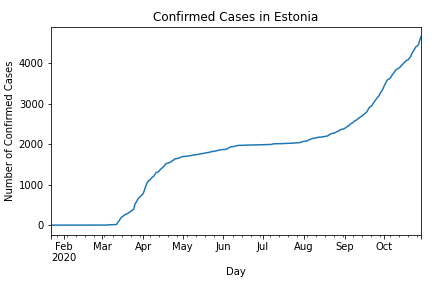 Confirmed Cases in Estonia
Number of Confirmed Cases
4000
3000
2000
1000
0
Feb Mar Apr May Jun Jul Aug Sep Oct
2020
Day